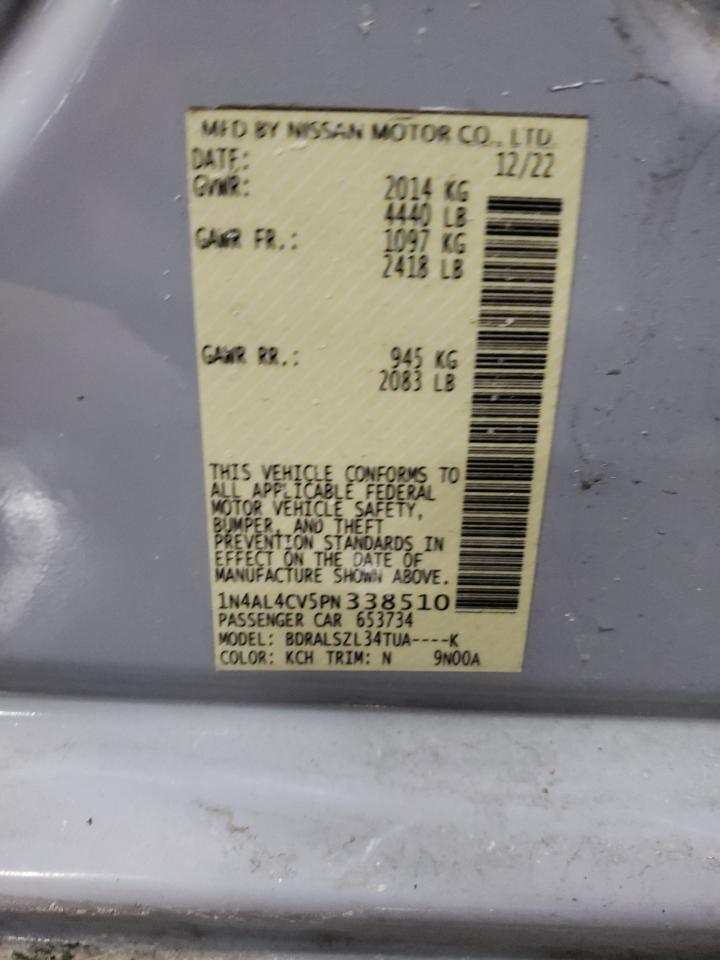 MFD BY NISSAN MOTOR CO., LTD.
DATE: 12/22
GVWR: 2014 KG
4440 LB
GAWR FR.: 1097 KG
2418 LB
GAWR RR.: 945 KG
2083 LB
THIS VEHICLE CONFORMS TO
ALL APPLICABLE FEDERAL
MOTOR VEHICLE SAFETY,
BUMPER, AND THEFT
PREVENTION STANDARDS IN
EFFECT ON THE DATE OF
MANUFACTURE SHOWN ABOVE.
1N4AL4CV5PN338510
PASSENGER CAR 653734
MODEL: BDRALSZL34TUA----K
COLOR: KCH TRIM: N 9N00A